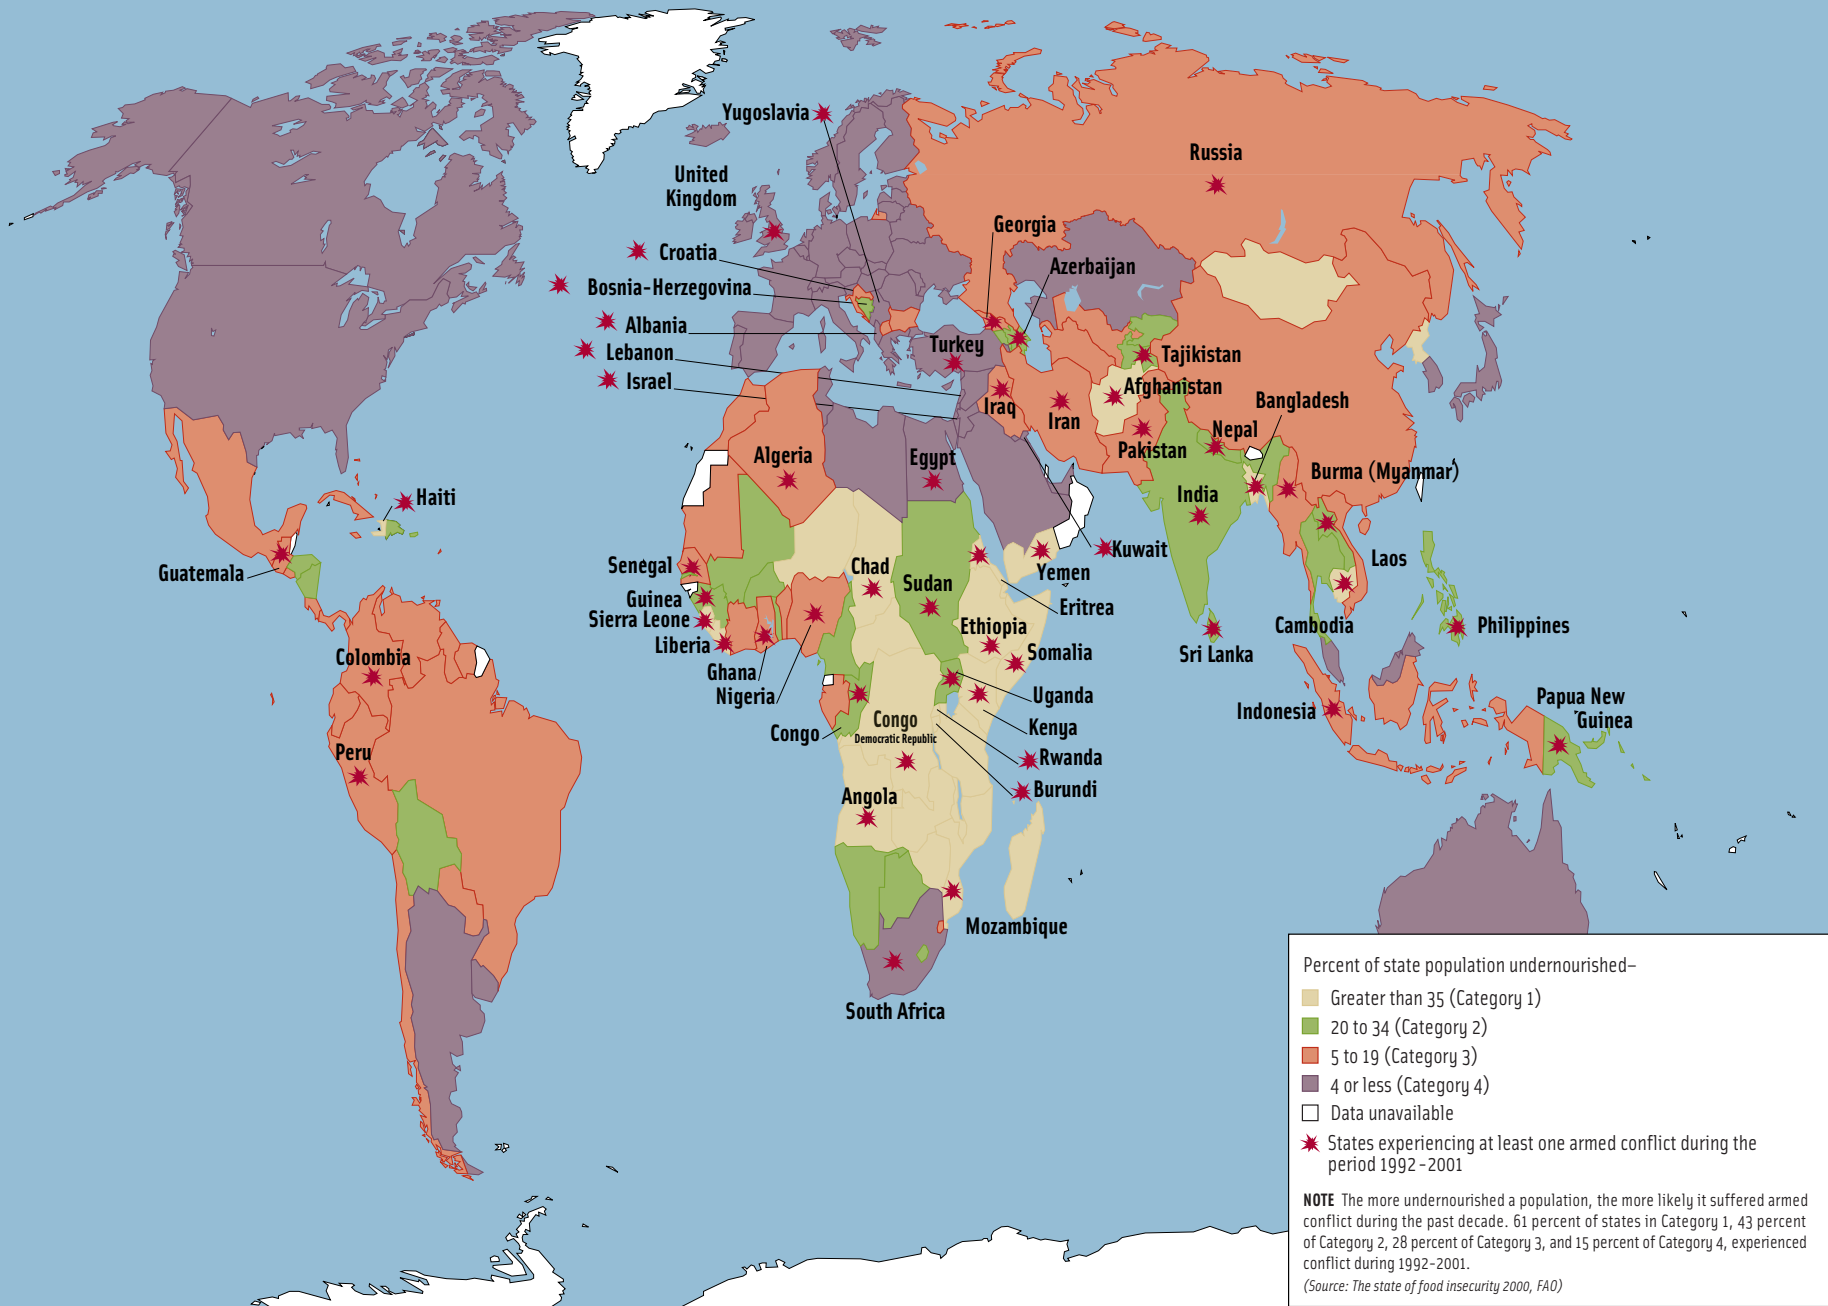 Yugoslavia
United
Kingdom
Croatia
Bosnia-Herzegovina
Albania
Lebanon
Israel
Russia
Georgia
Azerbaijan
Turkey
Tajikistan
Afghanistan
Iraq
Iran
Pakistan
Nepal
Bangladesh
Burma (Myanmar)
India
Algeria
Egypt
Haiti
Guatemala
Kuwait
Yemen
Eritrea
Laos
Cambodia
Philippines
Sri Lanka
Senegal
Guinea
Sierra Leone
Liberia
Ghana
Nigeria
Chad
Sudan
Ethiopia
Somalia
Uganda
Kenya
Rwanda
Burundi
Congo
Congo
Democratic Republic
Angola
Mozambique
South Africa
Colombia
Peru
Indonesia
Papua New
Guinea
Percent of state population undernourished–
Greater than 35 (Category 1)
20 to 34 (Category 2)
5 to 19 (Category 3)
4 or less (Category 4)
Data unavailable
States experiencing at least one armed conflict during the
period 1992-2001
NOTE The more undernourished a population, the more likely it suffered armed
conflict during the past decade. 61 percent of states in Category 1, 43 percent
of Category 2, 28 percent of Category 3, and 15 percent of Category 4, experienced
conflict during 1992-2001.
(Source: The state of food insecurity 2000, FAO)